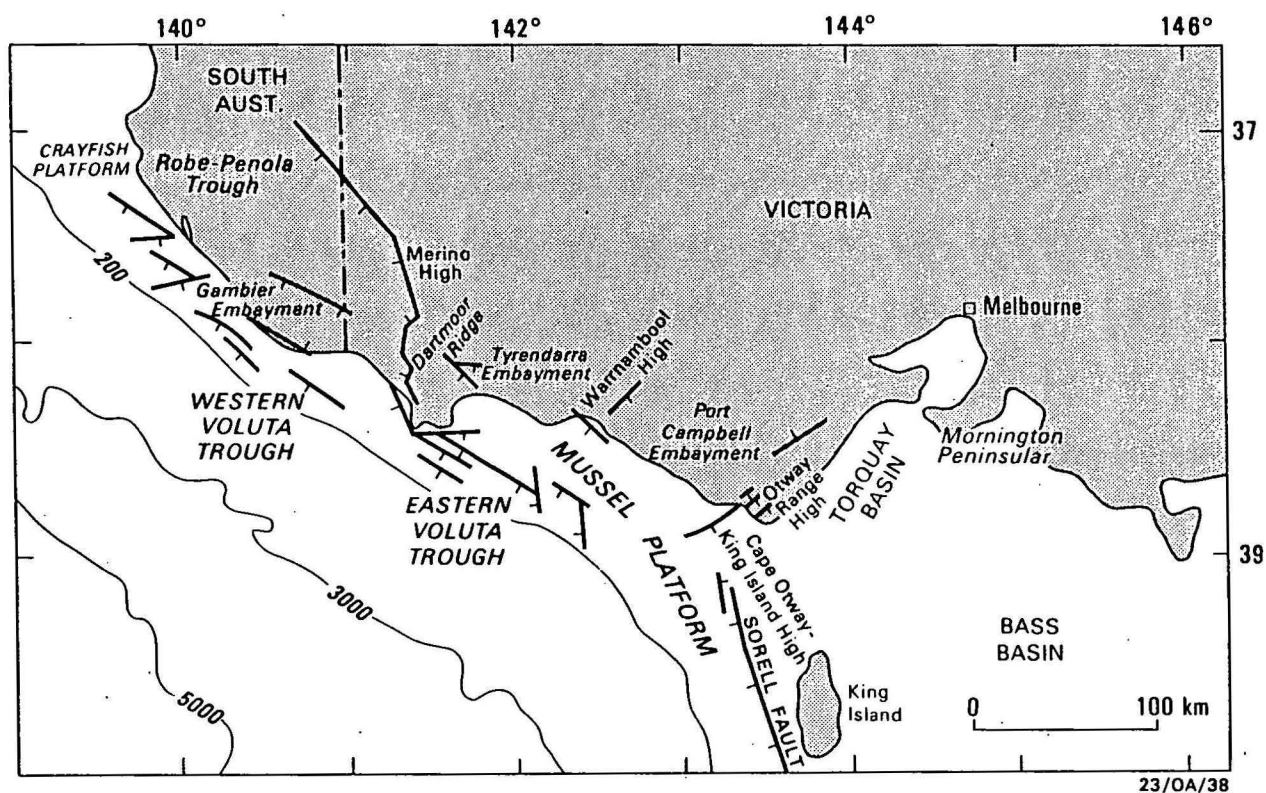 140°
142°
144°
146°
SOUTH
AUST.
37
CRAYFISH
PLATFORM
Robe-Penola
Trough
VICTORIA
Merino
High
200
Gambier
Embayment
Dartmoor
Ridge
Melbourne
Tyrendarra
Embayment
Warrnambool
High
WESTERN
VOLUTA
TROUGH
Port
Campbell
Embayment
Mornington
Peninsular
MUSSEL
PLATFORM
Otway
Range
High
TORQUAY
BASIN
EASTERN
VOLUTA
TROUGH
39
Cape Otway-
King Island High
3000
SORELL FAULT
BASS
BASIN
5000
King
Island
0 100 km
23/OA/38